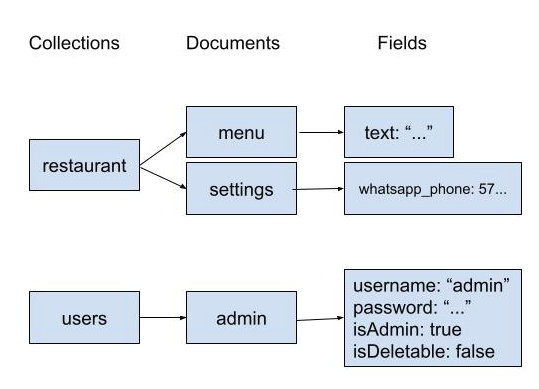 Collections Documents Fields
restaurant
menu
text: “...”
settings
whatsapp_phone: 57...
users
admin
username: “admin”
password: “...”
isAdmin: true
isDeletable: false